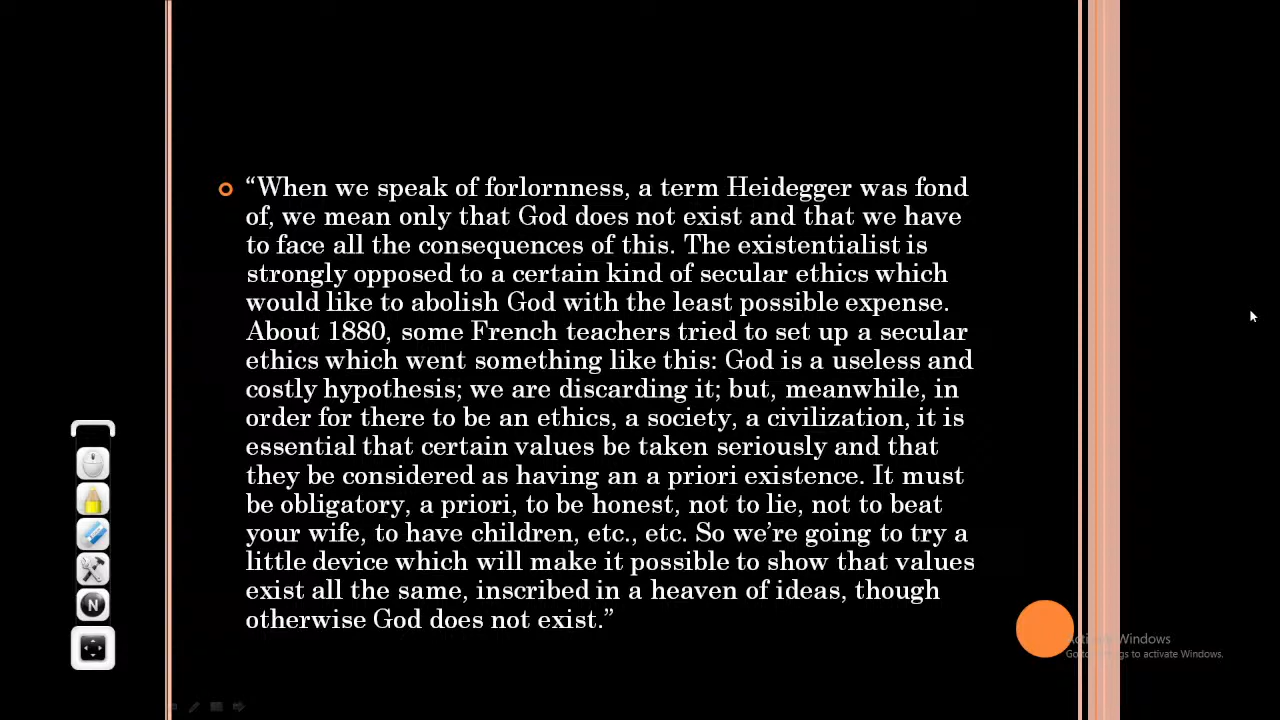 “When we speak of forlornness, a term Heidegger was fond
of, we mean only that God does not exist and that we have
to face all the consequences of this. The existentialist is
strongly opposed to a certain kind of secular ethics which
would like to abolish God with the least possible expense.
About 1880, some French teachers tried to set up a secular
ethics which went something like this: God is a useless and
costly hypothesis; we are discarding it; but, meanwhile, in
order for there to be an ethics, a society, a civilization, it is
essential that certain values be taken seriously and that
they be considered as having an a priori existence. It must
be obligatory, a priori, to be honest, not to lie, not to beat
your wife, to have children, etc., etc. So we’re going to try a
little device which will make it possible to show that values
exist all the same, inscribed in a heaven of ideas, though
otherwise God does not exist.”
N
Activate Windows
Go to Settings to activate Windows.